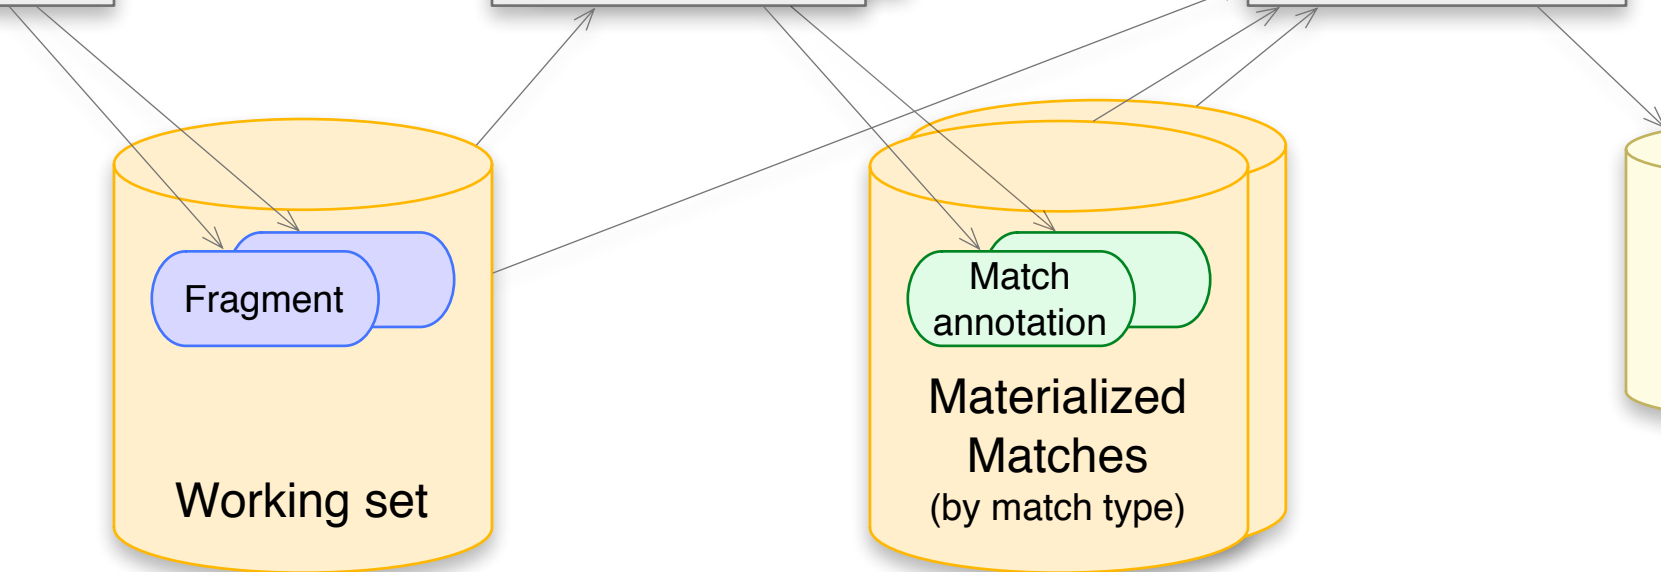 Fragment
Working set
Match
annotation
Materialized
Matches
(by match type)